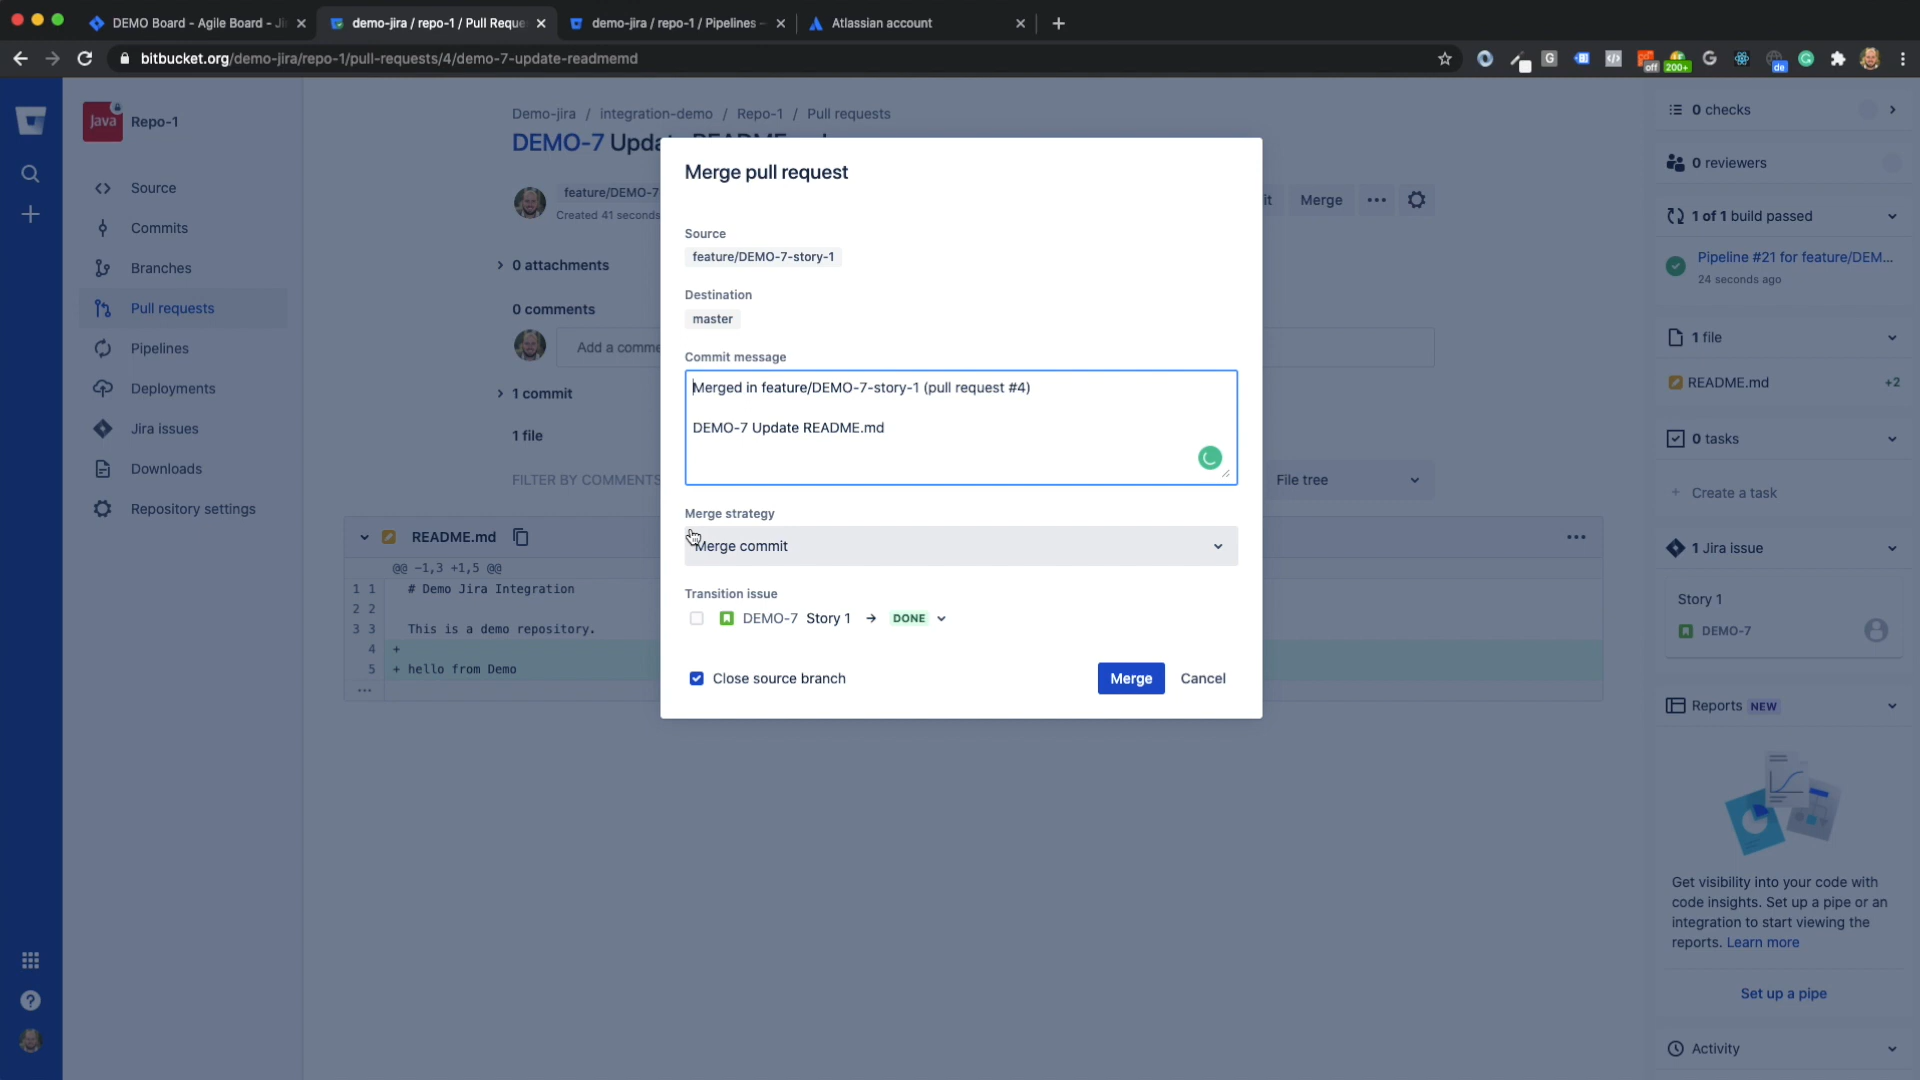 DEMO Board - Agile Board - Ji
demo-jira / repo-1 / Pull Reque
demo-jira / repo-1 / Pipelines
Atlassian account
bitbucket.org/demo-jira/repo-1/pull-requests/4/demo-7-update-readmemd
off
200+
de
Java
Repo-1
Source
Commits
Branches
Pull requests
Pipelines
Deployments
Jira issues
Downloads
Repository settings
Demo-jira / integration-demo / Repo-1 / Pull requests
DEMO-7 Update README.md
feature/DEMO-7
Created 41 seconds
it
Merge
0 attachments
0 comments
Add a comme
1 commit
1 file
FILTER BY COMMENTS
File tree
README.md
@@ -1,3 +1,5 @@
1 1 # Demo Jira Integration
2 2
3 3 This is a demo repository.
4 +
5 + hello from Demo
Merge pull request
Source
feature/DEMO-7-story-1
Destination
master
Commit message
Merged in feature/DEMO-7-story-1 (pull request #4)
DEMO-7 Update README.md
Merge strategy
Merge commit
Transition issue
DEMO-7 Story 1 → DONE
Close source branch
Merge
Cancel
0 checks
0 reviewers
1 of 1 build passed
Pipeline #21 for feature/DEM...
24 seconds ago
1 file
README.md +2
0 tasks
+ Create a task
1 Jira issue
Story 1
DEMO-7
Reports NEW
Get visibility into your code with
code insights. Set up a pipe or an
integration to start viewing the
reports. Learn more
Set up a pipe
Activity